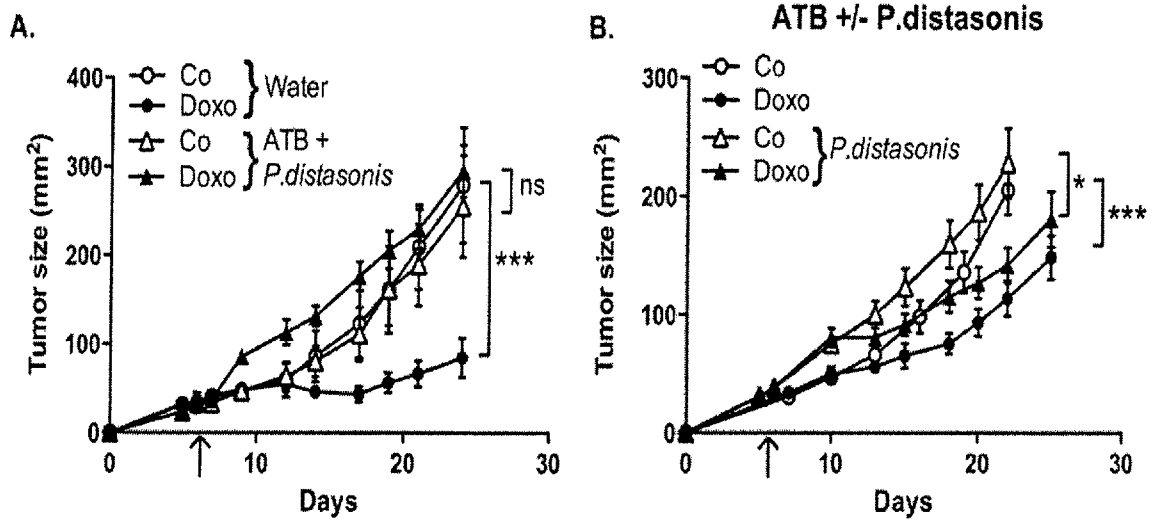 A.
400
300
200
100
0
Tumor size (mm²)
Co
Doxo
Water
Co
Doxo
ATB +
P.distasonis
ns
***
0
10
20
30
Days
B.
ATB +/- P.distasonis
300
200
100
0
Tumor size (mm²)
Co
Doxo
Co
Doxo
P.distasonis
*
***
0
10
20
30
Days